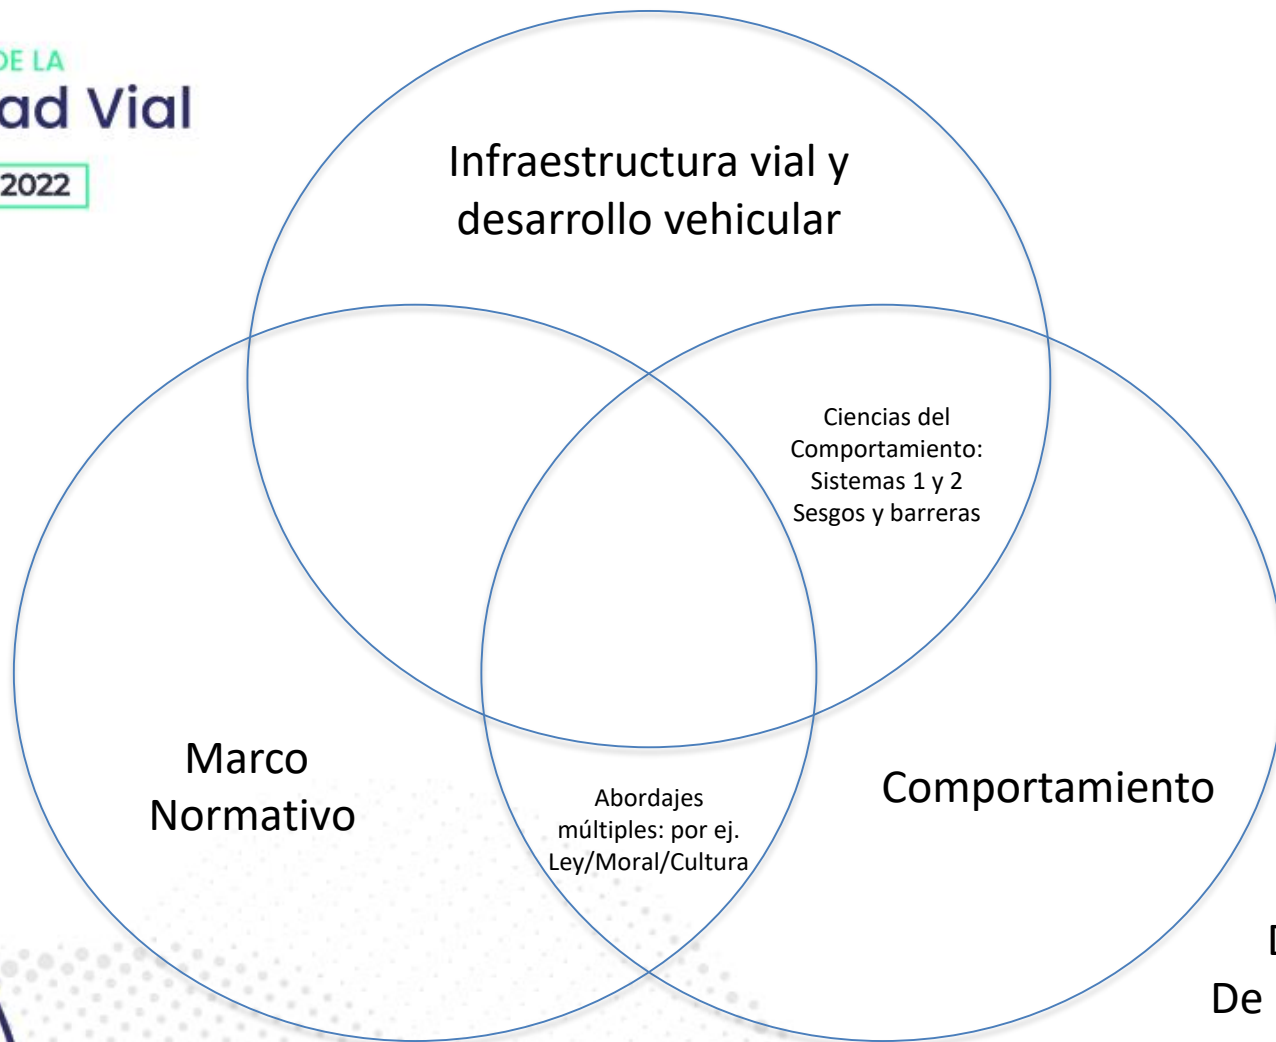 DE LA
ad Vial
2022
Infraestructura vial y
desarrollo vehicular
Ciencias del
Comportamiento:
Sistemas 1 y 2
Sesgos y barreras
Marco
Normativo
Comportamiento
Abordajes
múltiples: por ej.
Ley/Moral/Cultura
De